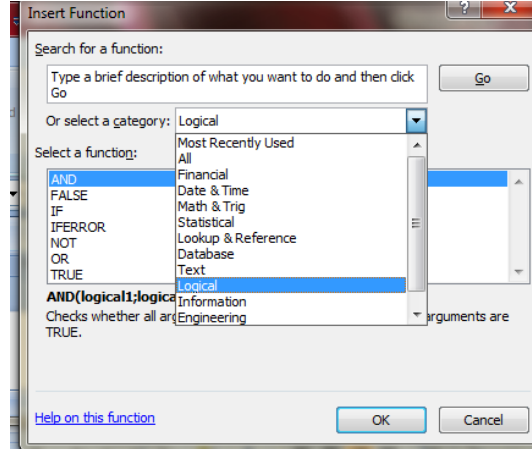 Insert Function
Search for a function:
Type a brief description of what you want to do and then click
Go
Go
Or select a category: Logical
Most Recently Used
All
Financial
Date & Time
Math & Trig
Statistical
Lookup & Reference
Database
Text
Logical
Information
Engineering
Select a function:
AND
FALSE
IF
IFERROR
NOT
OR
TRUE
AND(logical1;logica
Checks whether all arg
arguments are
TRUE.
Help on this function
OK
Cancel